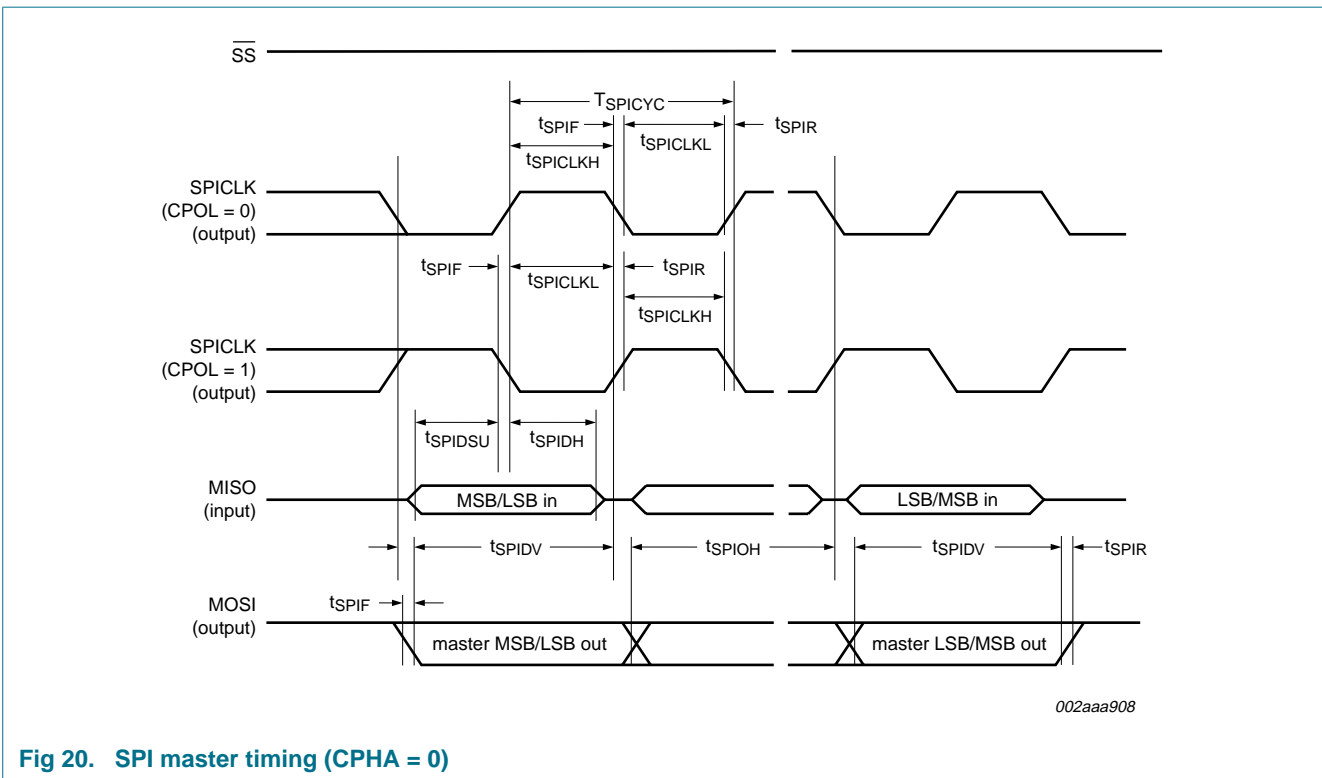 SS
TSPICYC
tSPIF
tSPICLKL
tSPIR
tSPICLKH
SPICLK
(CPOL = 0)
(output)
tSPIF
tSPICLKL
tSPIR
tSPICLKH
SPICLK
(CPOL = 1)
(output)
tSPIDSU
tSPIDH
MISO
(input)
MSB/LSB in
LSB/MSB in
tSPIDV
tSPIOH
tSPIDV
tSPIR
tSPIF
MOSI
(output)
master MSB/LSB out
master LSB/MSB out
002aaa908
Fig 20. SPI master timing (CPHA = 0)